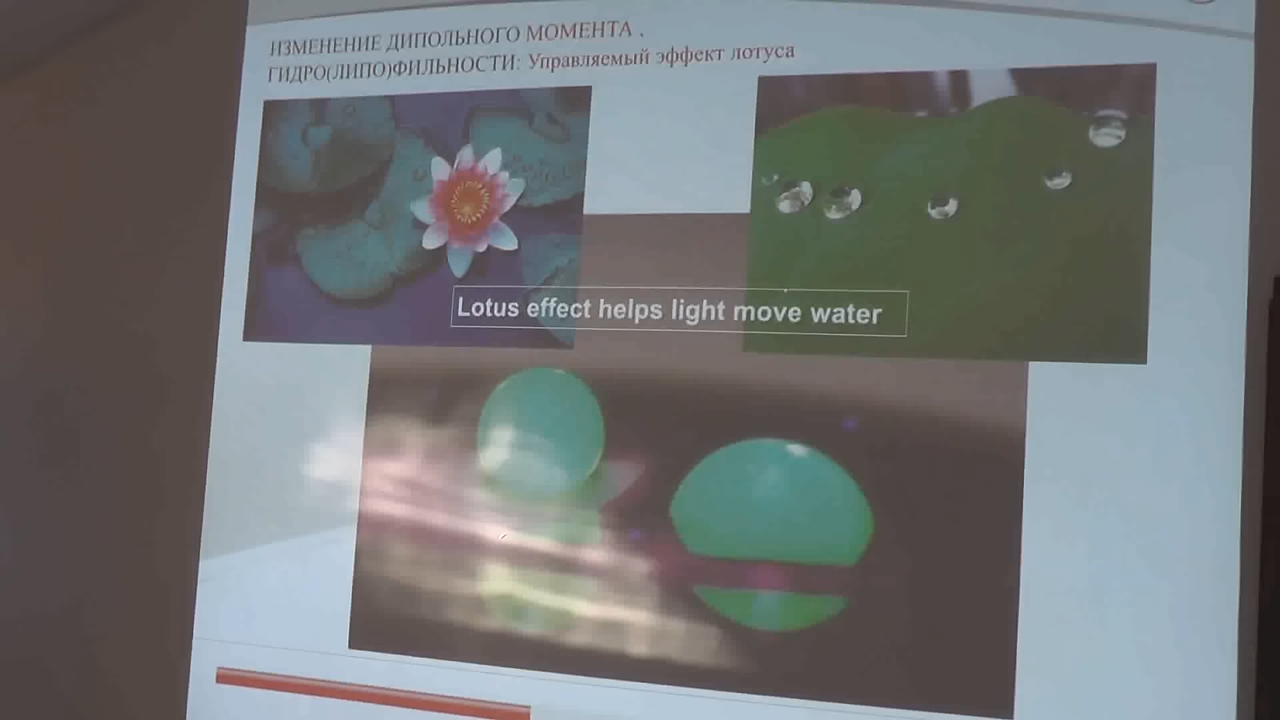 ИЗМЕНЕНИЕ ДИПОЛЬНОГО МОМЕНТА ,
ГИДРО(ЛИПО)ФИЛЬНОСТИ: Управляемый эффект лотуса
Lotus effect helps light move water